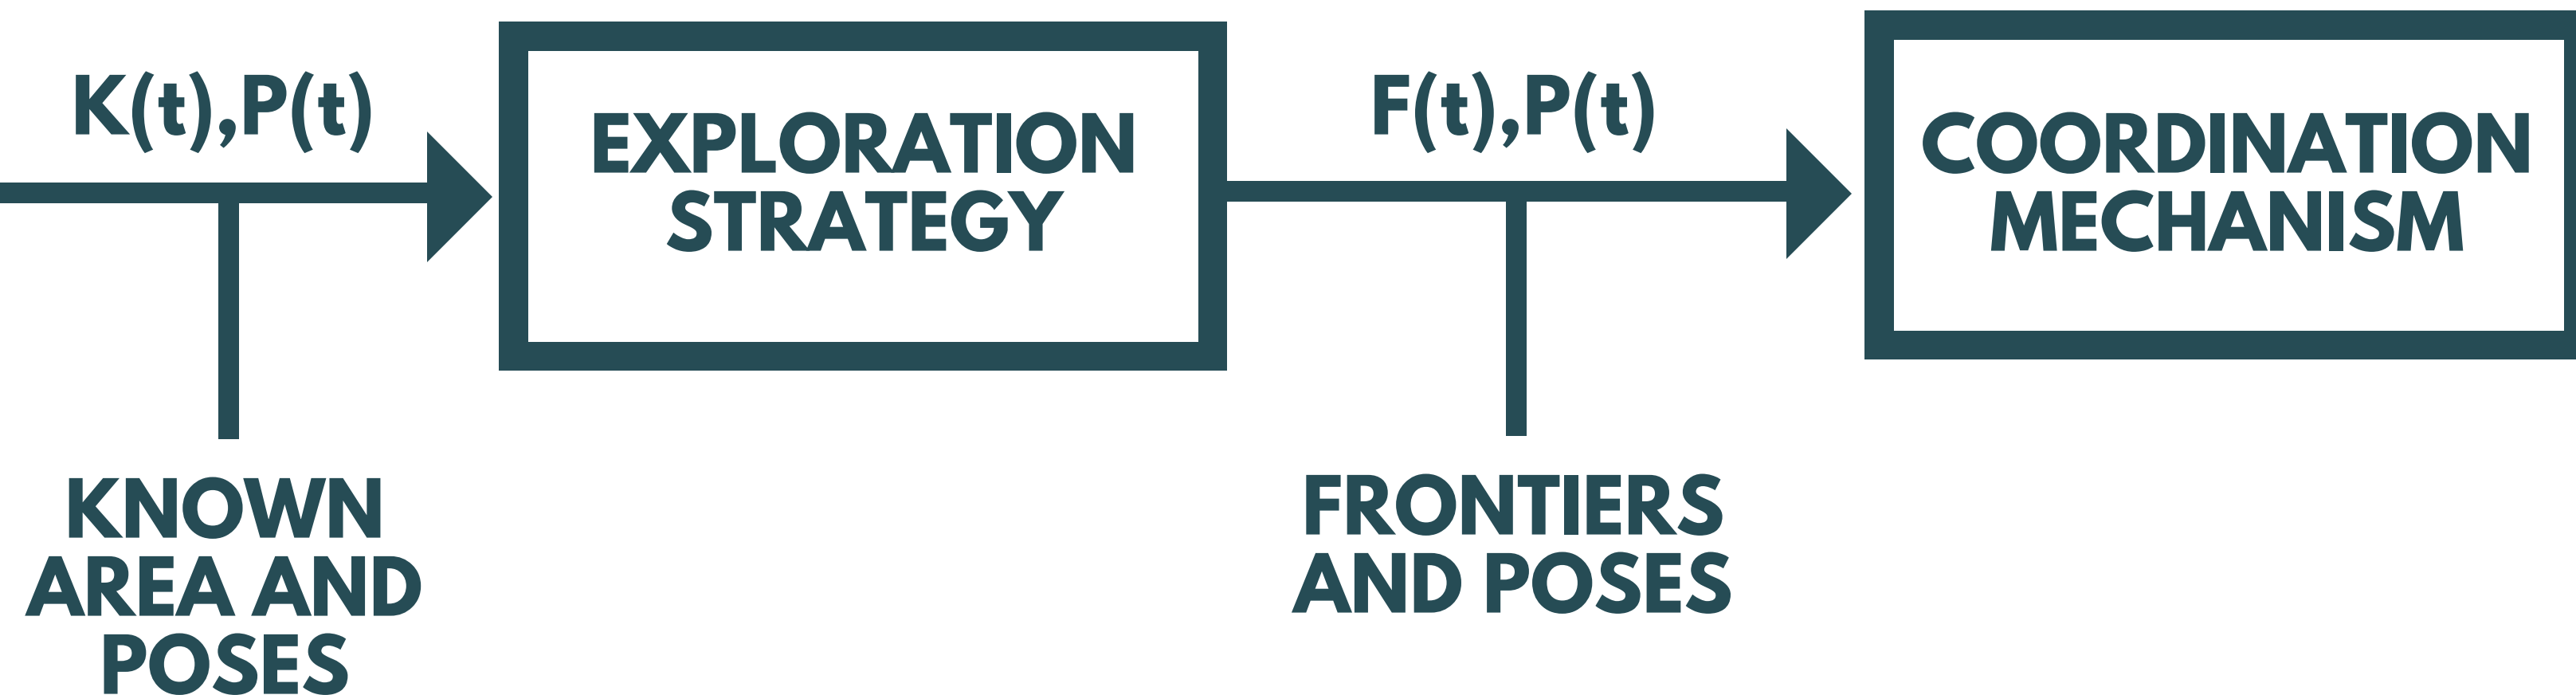 K(t),P(t)
EXPLORATION
STRATEGY
F(t),P(t)
COORDINATION
MECHANISM
KNOWN
AREA AND
POSES
FRONTIERS
AND POSES